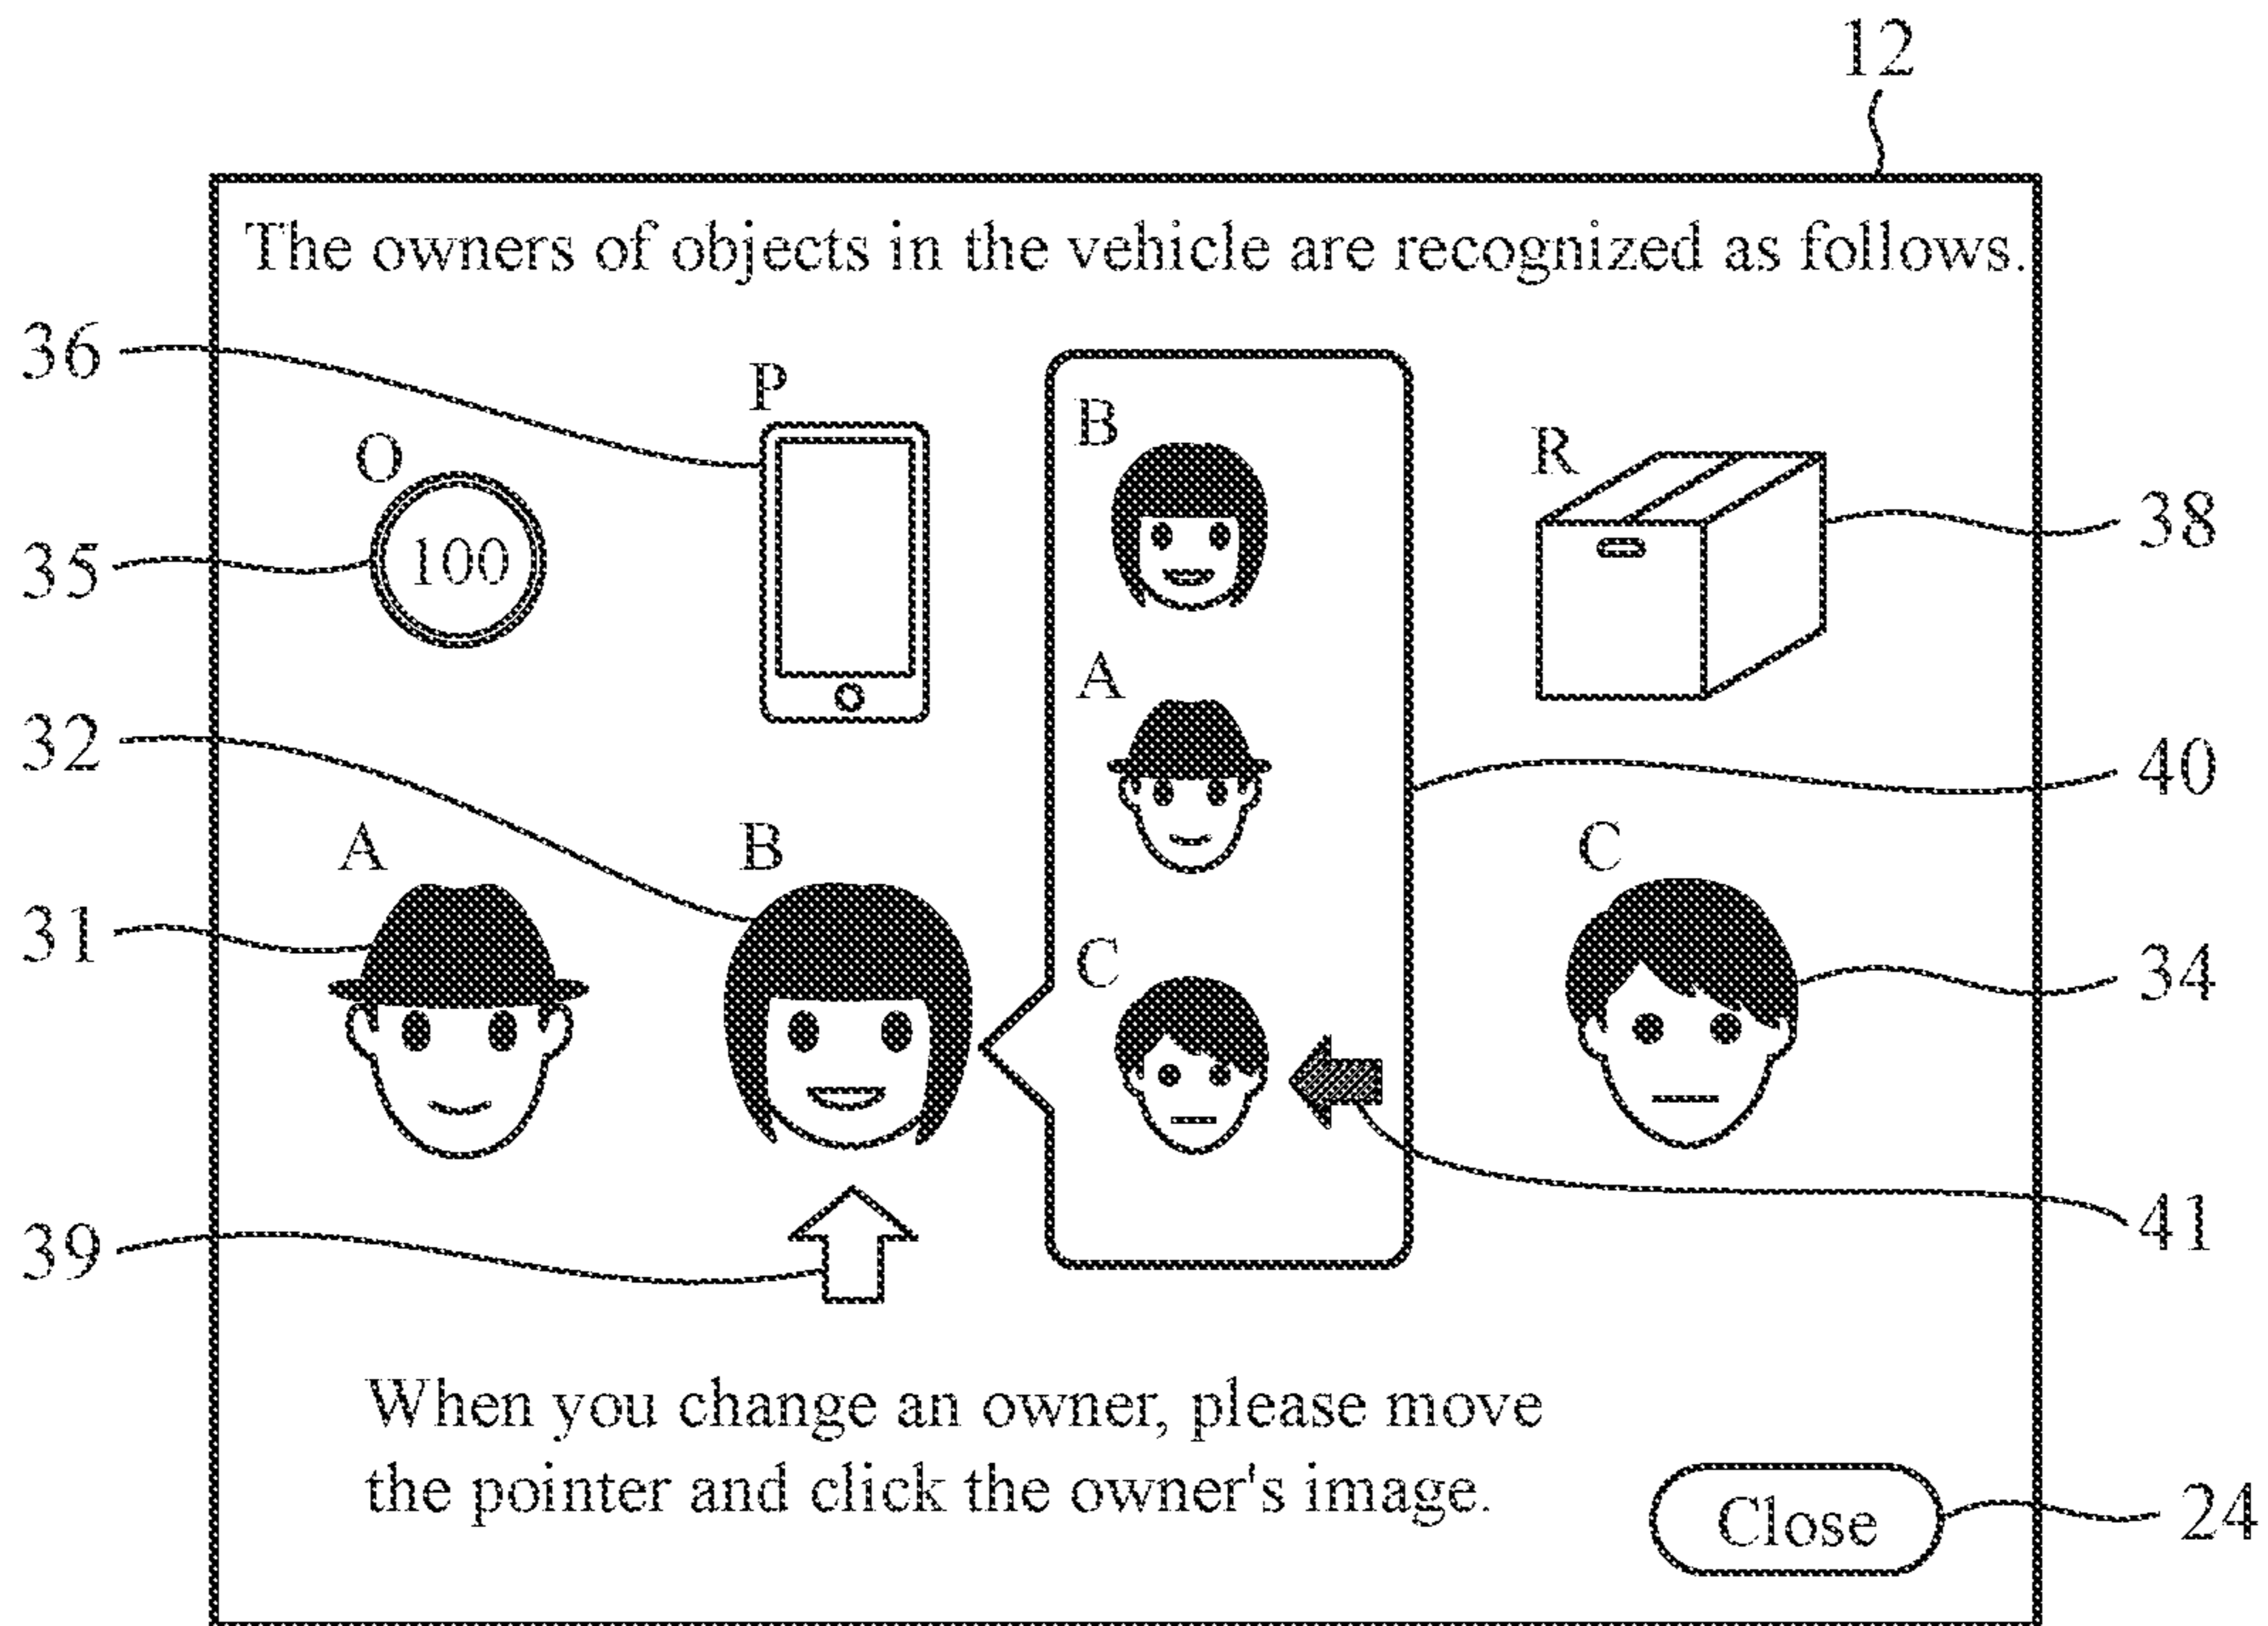 12
The owners of objects in the vehicle are recognized as follows.
36
P
B
O
R
35
100
38
32
A
40
A
B
C
31
C
34
39
41
When you change an owner, please move
the pointer and click the owner's image.
Close
24